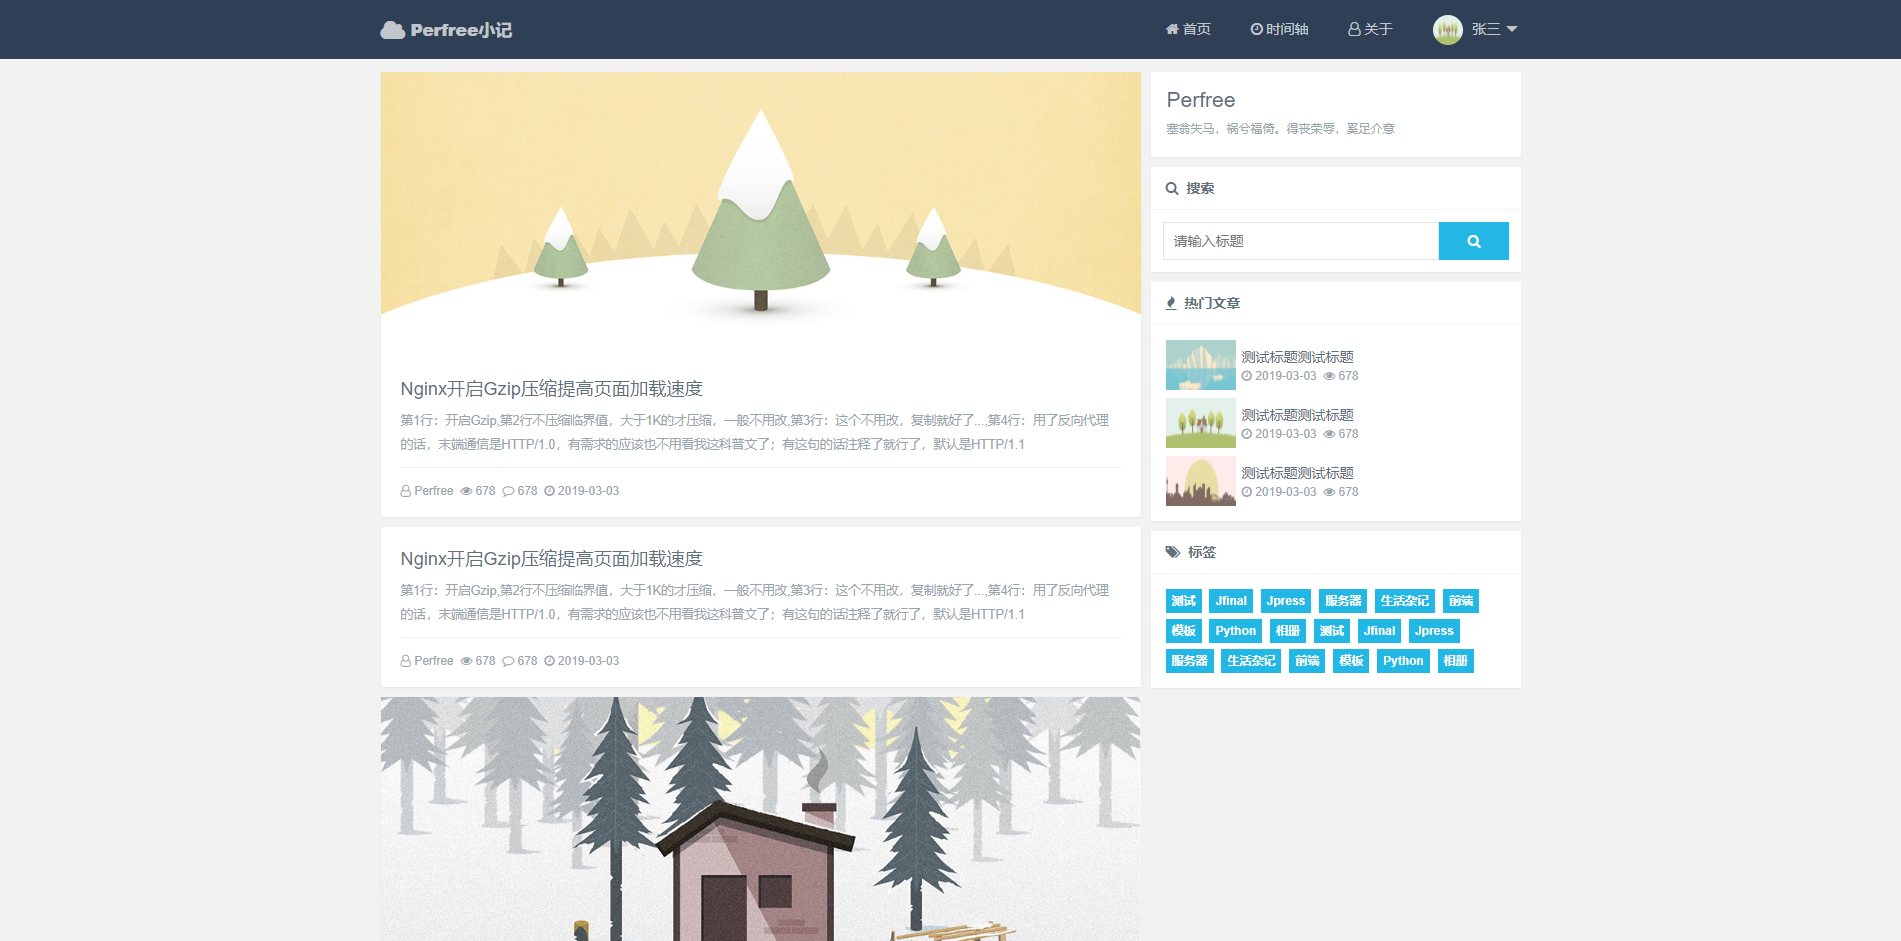 Perfree小记
首页
时间轴
关于
张三
Nginx开启Gzip压缩提高页面加载速度
第1行：开启Gzip,第2行不压缩临界值，大于1K的才压缩，一般不用改,第3行：这个不用改，复制就好了...,第4行：用了反向代理
的话，末端通信是HTTP/1.0，有需求的应该也不用看我这科普文了；有这句的话注释了就行了，默认是HTTP/1.1
Perfree 678 678 2019-03-03
Nginx开启Gzip压缩提高页面加载速度
第1行：开启Gzip,第2行不压缩临界值，大于1K的才压缩，一般不用改,第3行：这个不用改，复制就好了...,第4行：用了反向代理
的话，末端通信是HTTP/1.0，有需求的应该也不用看我这科普文了；有这句的话注释了就行了，默认是HTTP/1.1
Perfree 678 678 2019-03-03
Perfree
塞翁失马，祸兮福倚。得丧荣辱，奚足介意
搜索
请输入标题
热门文章
测试标题测试标题
2019-03-03 678
测试标题测试标题
2019-03-03 678
测试标题测试标题
2019-03-03 678
标签
测试 Jfinal Jpress 服务器 生活杂记 前端
模板 Python 相册 测试 Jfinal Jpress
服务器 生活杂记 前端 模板 Python 相册